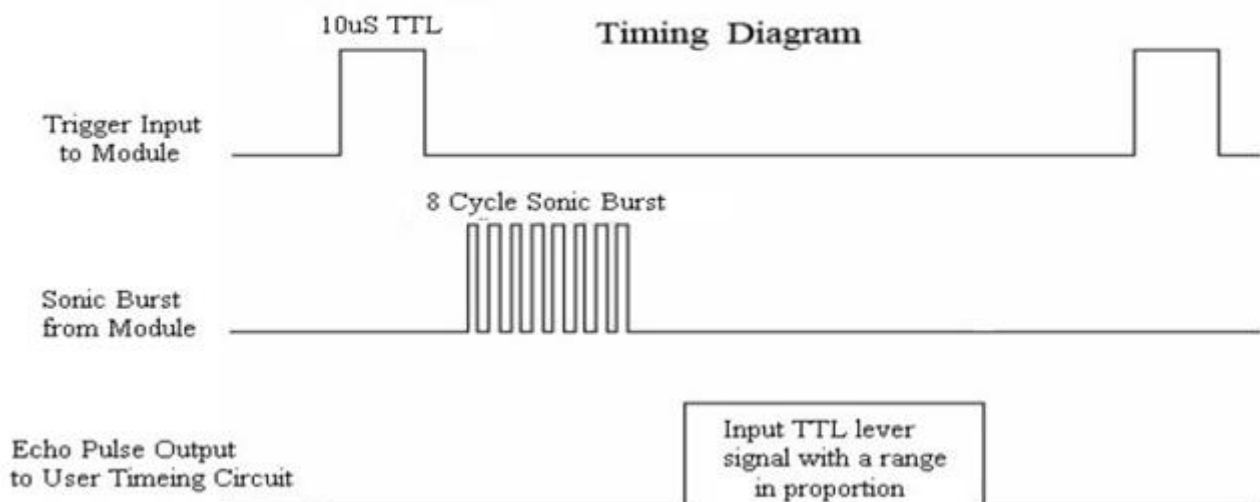 10uS TTL
Timing Diagram
Trigger Input
to Module
8 Cycle Sonic Burst
Sonic Burst
from Module
Echo Pulse Output
to User Timeing Circuit
Input TTL lever
signal with a range
in proportion